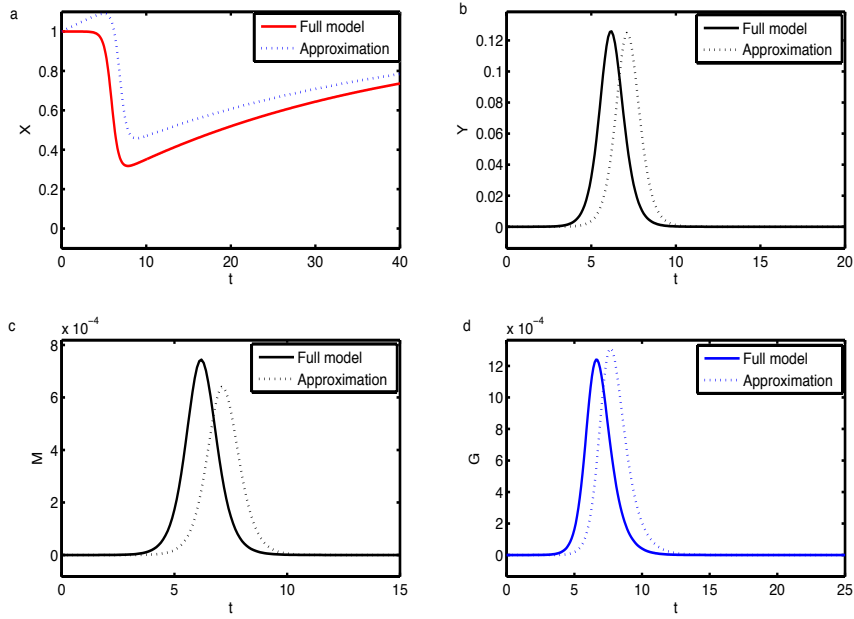 a
1
0.8
0.6
0.4
0.2
0
X
0
10
20
30
40
t
Full model
Approximation
b
0.12
0.1
0.08
0.06
0.04
0.02
0
Y
0
5
10
15
20
t
Full model
Approximation
c
x 10⁻⁴
8
6
4
2
0
M
5
10
15
t
Full model
Approximation
d
x 10⁻⁴
12
10
8
6
4
2
0
G
0
5
10
15
20
25
t
Full model
Approximation